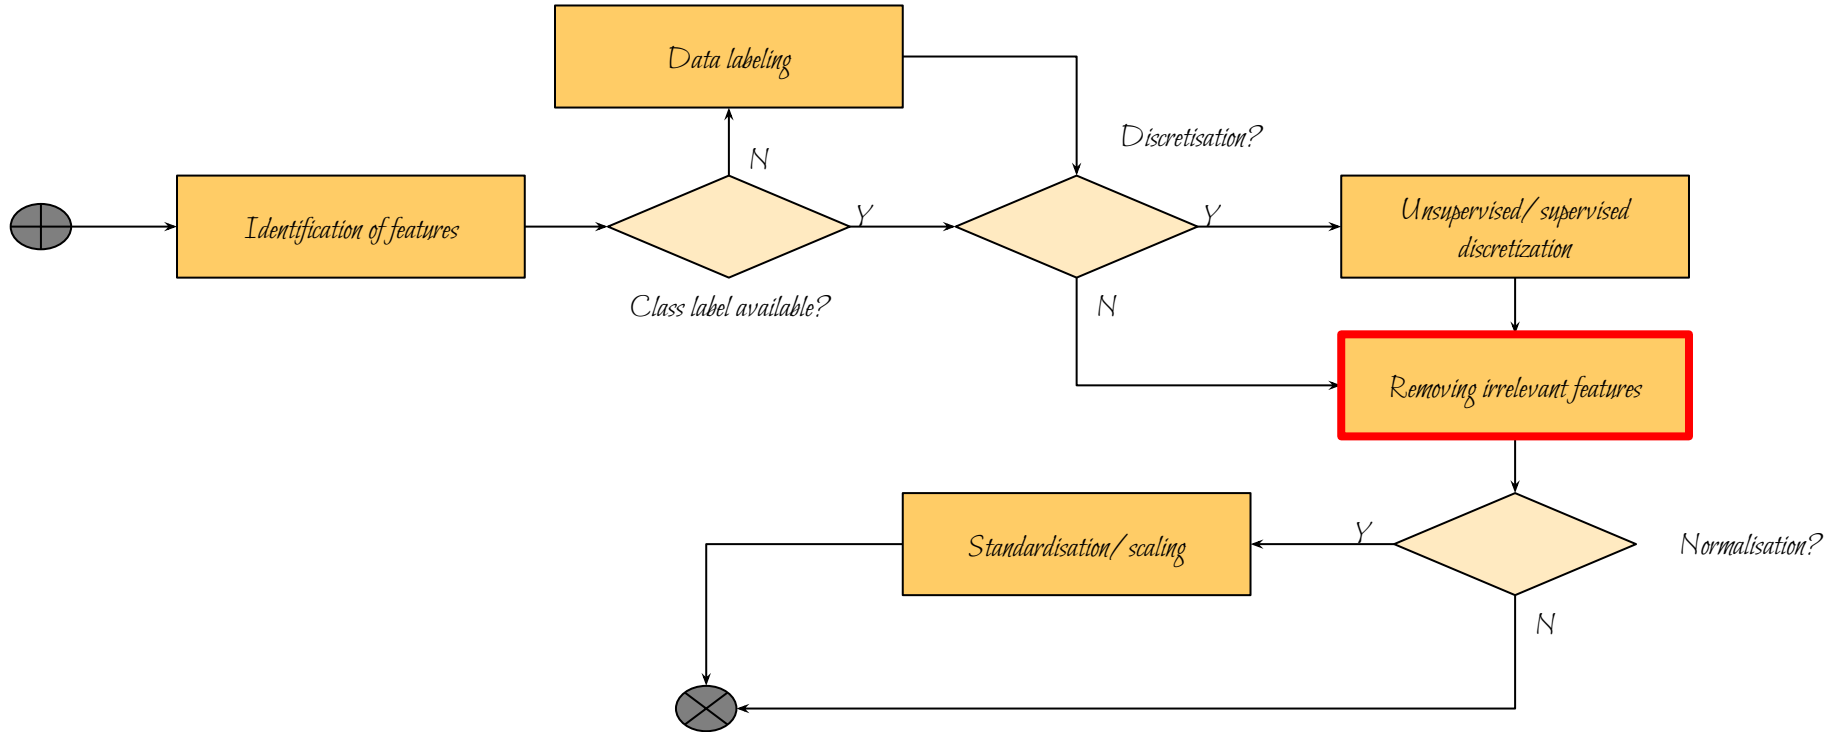 Data labeling
Discretisation?
N
Identification of features
Y
Y
Unsupervised/ supervised
discretization
Class label available?
N
Removing irrelevant features
Standardisation/ scaling
Y
Normalisation?
N